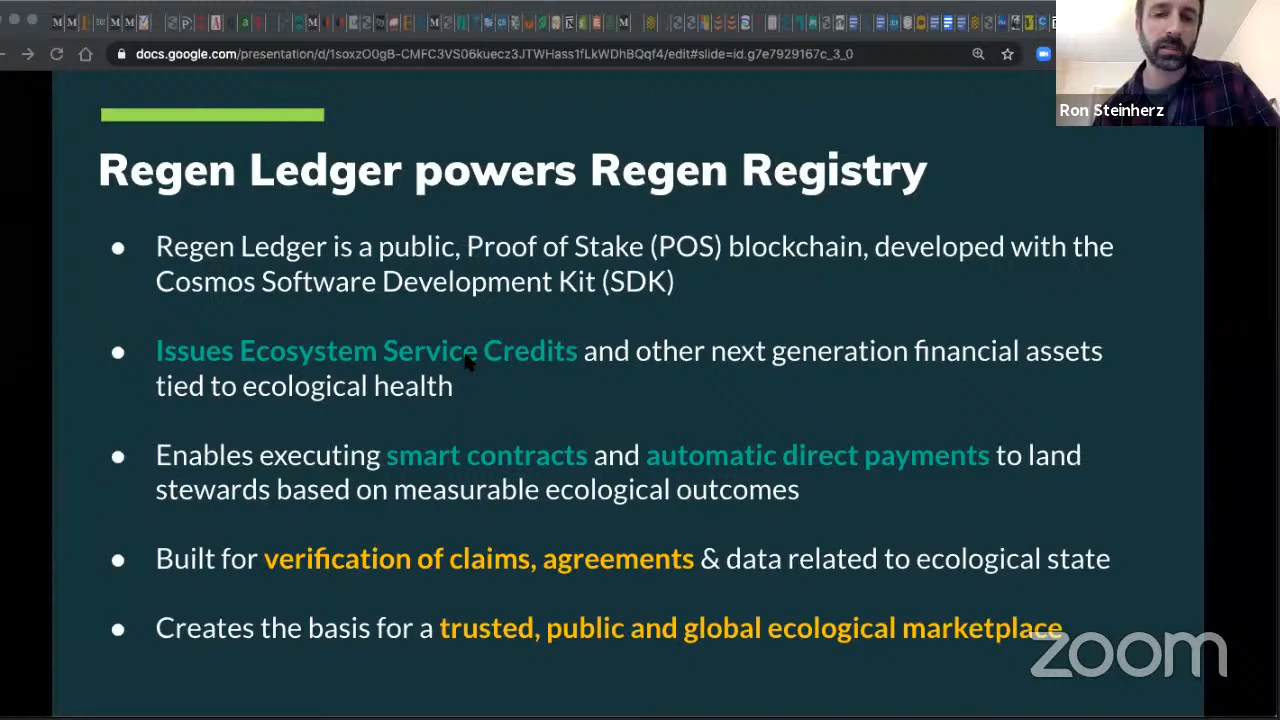 docs.google.com/presentation/d/1soxzO0gB-CMFC3VS06kuecz3JTWHass1fLkWDhBQqf4/edit#slide=id.g7e7929167c_3_0
Ron Steinherz
Regen Ledger powers Regen Registry
● Regen Ledger is a public, Proof of Stake (POS) blockchain, developed with the
Cosmos Software Development Kit (SDK)
● Issues Ecosystem Service Credits and other next generation financial assets
tied to ecological health
● Enables executing smart contracts and automatic direct payments to land
stewards based on measurable ecological outcomes
● Built for verification of claims, agreements & data related to ecological state
● Creates the basis for a trusted, public and global ecological marketplace
zoom